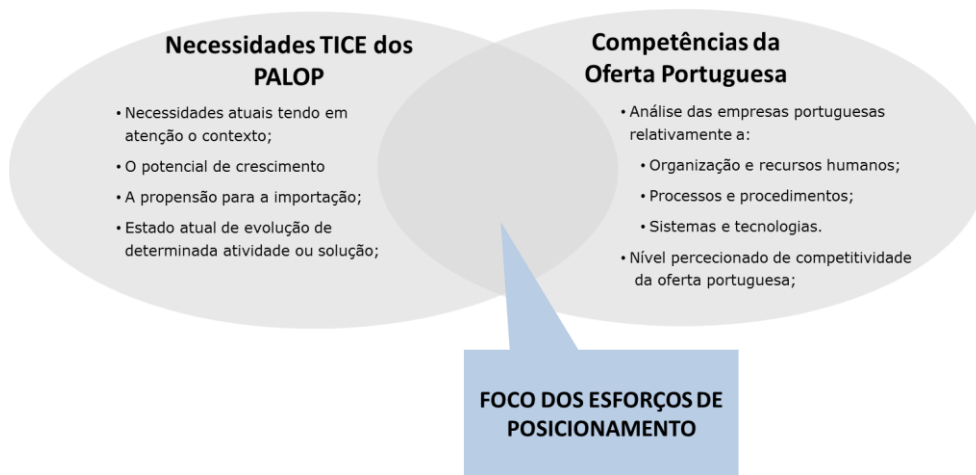 Necessidades TICE dos
PALOP
• Necessidades atuais tendo em
atenção o contexto;
• O potencial de crescimento
• A propensão para a importação;
• Estado atual de evolução de
determinada atividade ou solução;
Competências da
Oferta Portuguesa
• Análise das empresas portuguesas
relativamente a:
• Organização e recursos humanos;
• Processos e procedimentos;
• Sistemas e tecnologias.
• Nível percecionado de competitividade
da oferta portuguesa;
FOCO DOS ESFORÇOS DE
POSICIONAMENTO